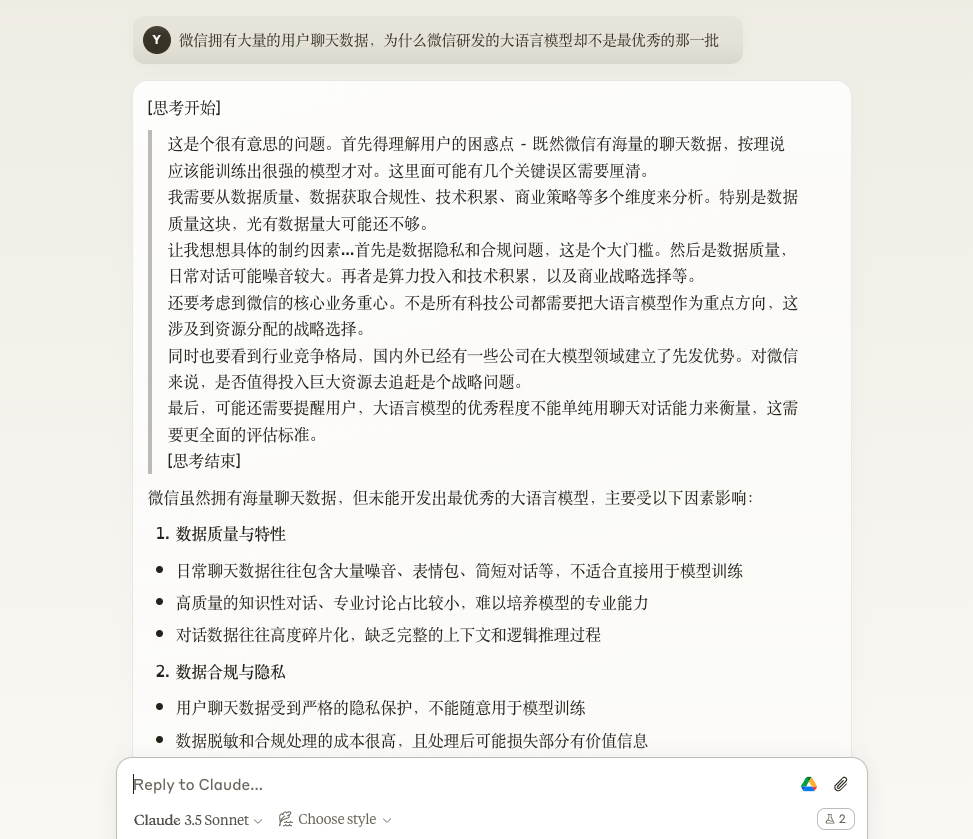 Y
微信拥有大量的用户聊天数据，为什么微信研发的大语言模型却不是最优秀的那一批
[思考开始]
这是个很有意思的问题。首先得理解用户的困惑点 - 既然微信有海量的聊天数据，按理说
应该能训练出很强的模型才对。这里面可能有几个关键误区需要厘清。
我需要从数据质量、数据获取合规性、技术积累、商业策略等多个维度来分析。特别是数据
质量这块，光有数据量大可能还不够。
让我想想具体的制约因素...首先是数据隐私和合规问题，这是个大门槛。然后是数据质量，
日常对话可能噪音较大。再者是算力投入和技术积累，以及商业战略选择等。
还要考虑到微信的核心业务重心。不是所有科技公司都需要把大语言模型作为重点方向，这
涉及到资源分配的战略选择。
同时也要看到行业竞争格局，国内外已经有一些公司在大模型领域建立了先发优势。对微信
来说，是否值得投入巨大资源去追赶是个战略问题。
最后，可能还需要提醒用户，大语言模型的优秀程度不能单纯用聊天对话能力来衡量，这需
要更全面的评估标准。
[思考结束]
微信虽然拥有海量聊天数据，但未能开发出最优秀的大语言模型，主要受以下因素影响：
1. 数据质量与特性
• 日常聊天数据往往包含大量噪音、表情包、简短对话等，不适合直接用于模型训练
• 高质量的知识性对话、专业讨论占比较小，难以培养模型的专业能力
• 对话数据往往高度碎片化，缺乏完整的上下文和逻辑推理过程
2. 数据合规与隐私
• 用户聊天数据受到严格的隐私保护，不能随意用于模型训练
• 数据脱敏和合规处理的成本很高，且处理后可能损失部分有价值信息
Reply to Claude...
Claude 3.5 Sonnet
Choose style
2